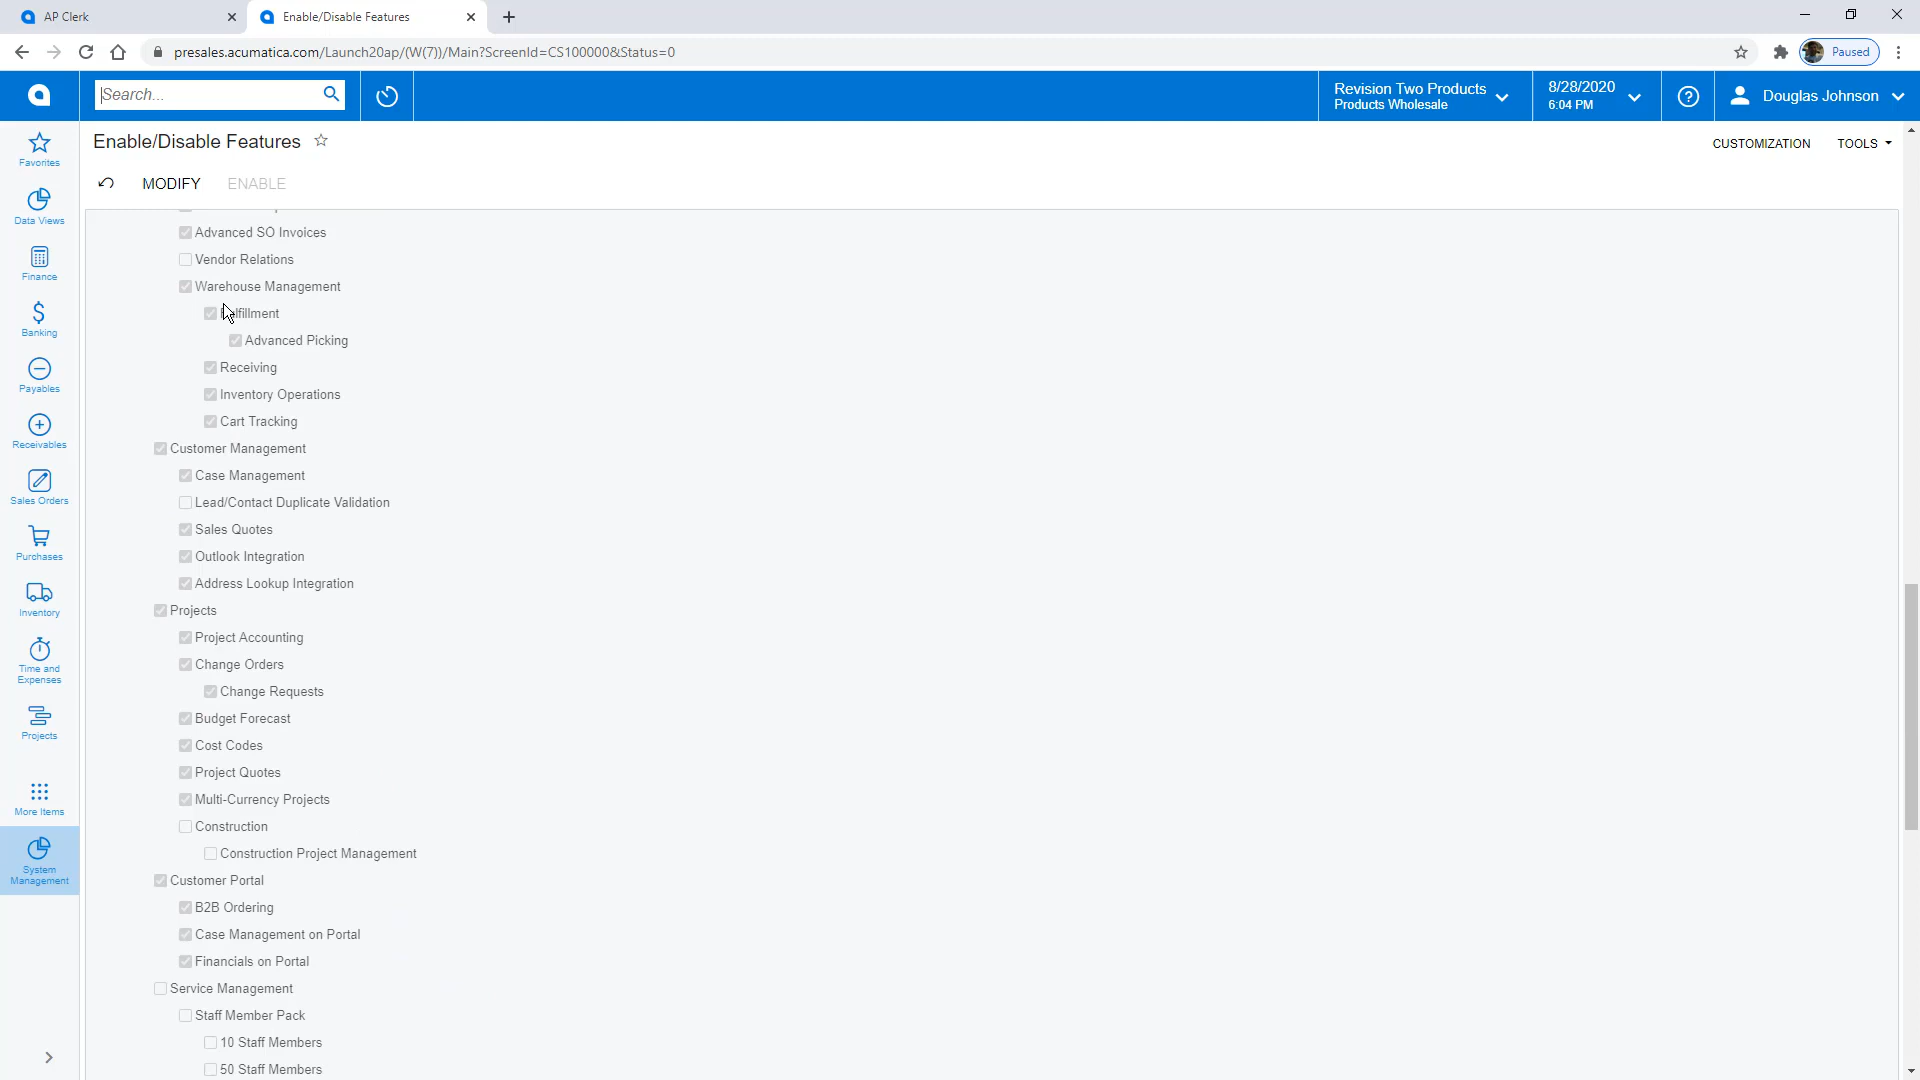 AP Clerk
Enable/Disable Features
presales.acumatica.com/Launch20ap/(W(7))/Main?ScreenId=CS100000&Status=0
Paused
Search...
Revision Two Products
Products Wholesale
8/28/2020
6:04 PM
Douglas Johnson
Enable/Disable Features
CUSTOMIZATION
TOOLS
MODIFY
ENABLE
Favorites
Data Views
Finance
Banking
Payables
Receivables
Sales Orders
Purchases
Inventory
Time and
Expenses
Projects
More Items
System
Management
Advanced SO Invoices
Vendor Relations
Warehouse Management
Fulfillment
Advanced Picking
Receiving
Inventory Operations
Cart Tracking
Customer Management
Case Management
Lead/Contact Duplicate Validation
Sales Quotes
Outlook Integration
Address Lookup Integration
Projects
Project Accounting
Change Orders
Change Requests
Budget Forecast
Cost Codes
Project Quotes
Multi-Currency Projects
Construction
Construction Project Management
Customer Portal
B2B Ordering
Case Management on Portal
Financials on Portal
Service Management
Staff Member Pack
10 Staff Members
50 Staff Members